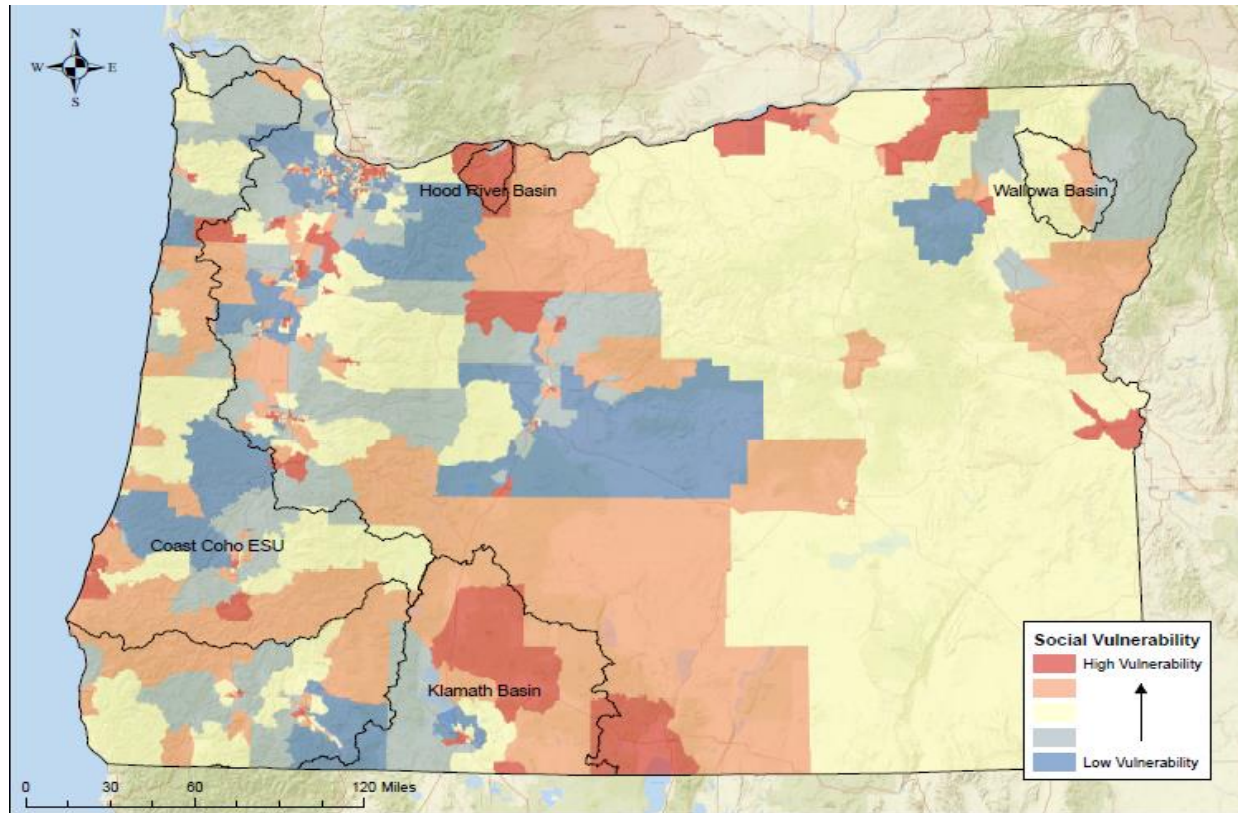 N
W E
S
Hood River Basin
Wallowa Basin
Coast Coho ESU
Klamath Basin
Social Vulnerability
High Vulnerability
Low Vulnerability
0 30 60 120 Miles